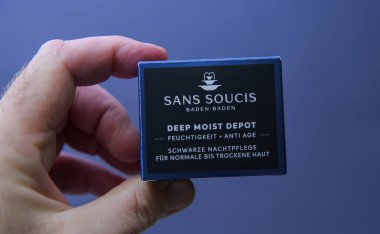 SANS SOUCIS
BADEN-BADEN
DEEP MOIST DEPOT
···· FEUCHTIGKEIT + ANTI AGE ····
SCHWARZE NACHTPFLEGE
FÜR NORMALE BIS TROCKENE HAUT